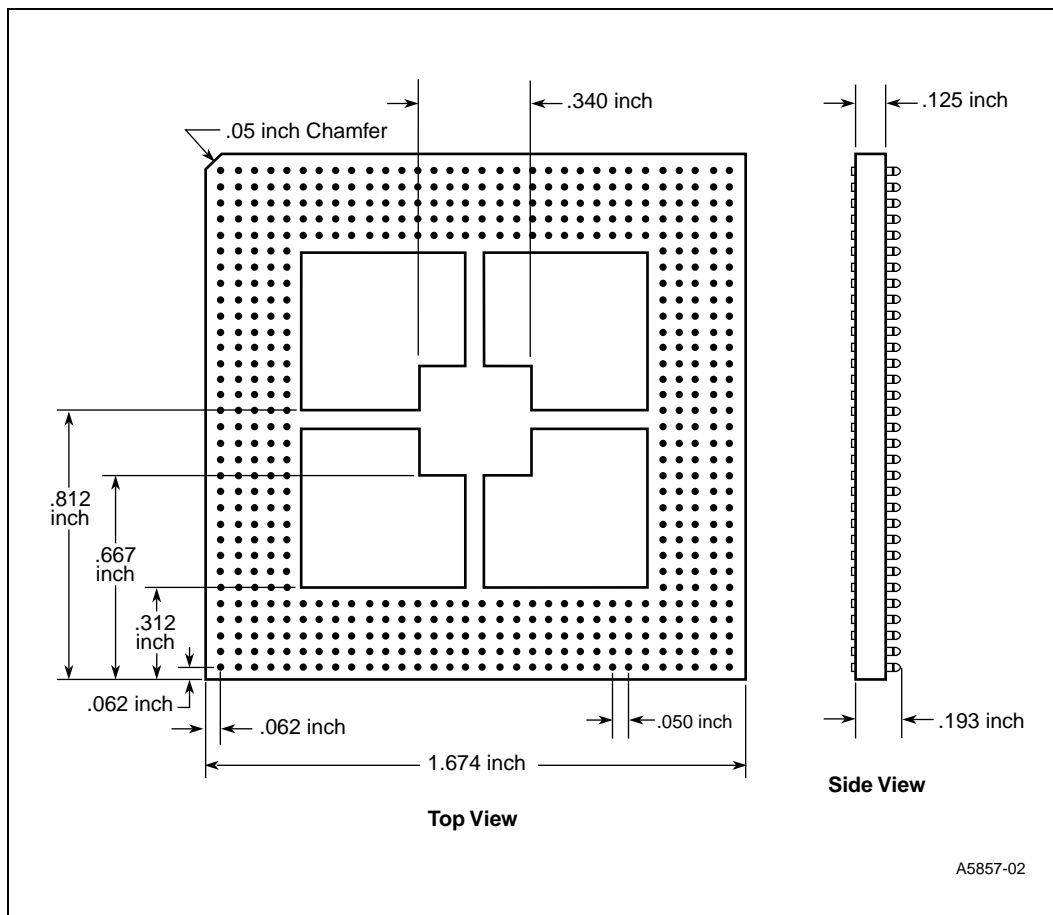 .340 inch
.125 inch
.05 inch Chamfer
.812
inch
.667
inch
.312
inch
.062 inch
.062 inch
.050 inch
1.674 inch
.193 inch
Side View
Top View
A5857-02